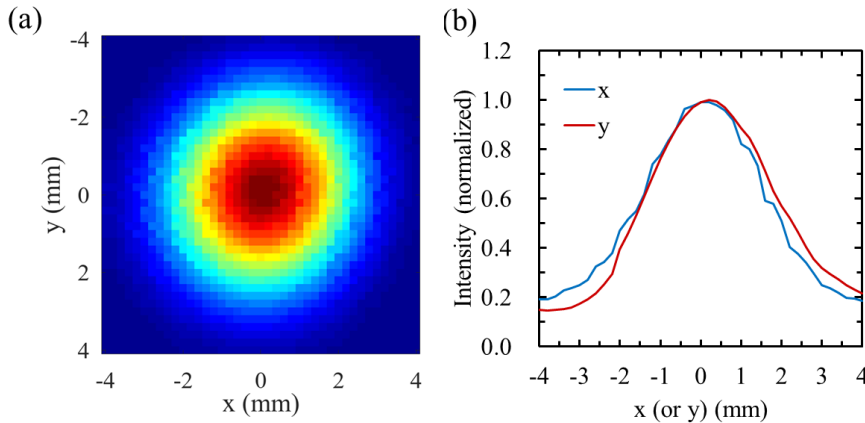 (a)
-4
-2
0
2
4
y (mm)
-4 -2 0 2 4
x (mm)
(b)
1.2
1.0
0.8
0.6
0.4
0.2
0.0
Intensity (normalized)
x
y
-4 -3 -2 -1 0 1 2 3 4
x (or y) (mm)